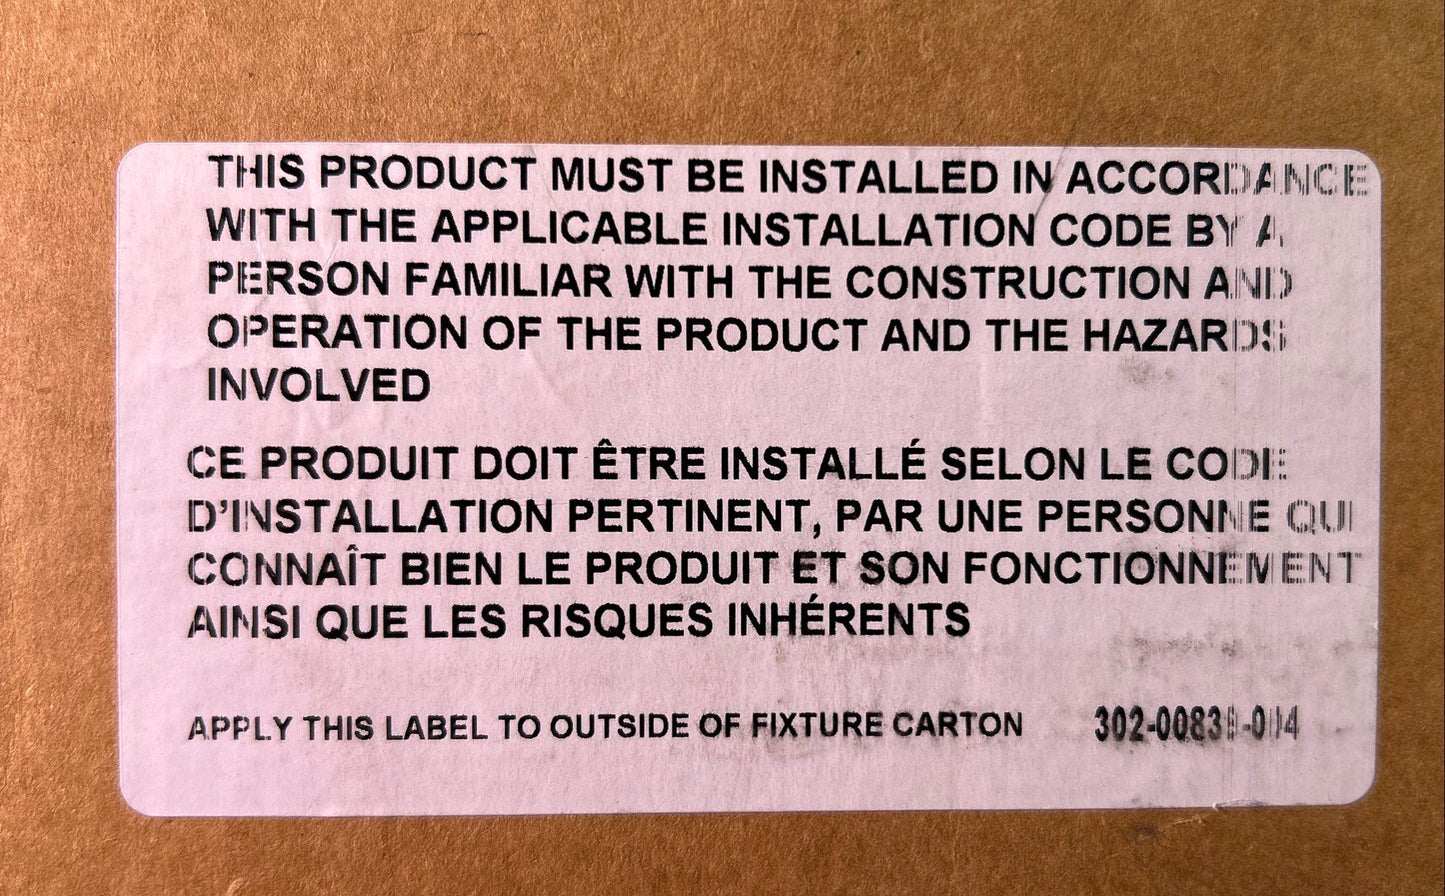 THIS PRODUCT MUST BE INSTALLED IN ACCORDANCE
WITH THE APPLICABLE INSTALLATION CODE BY A
PERSON FAMILIAR WITH THE CONSTRUCTION AND
OPERATION OF THE PRODUCT AND THE HAZARDS
INVOLVED
CE PRODUIT DOIT ÊTRE INSTALLÉ SELON LE CODE
D'INSTALLATION PERTINENT, PAR UNE PERSONNE QUI
CONNAÎT BIEN LE PRODUIT ET SON FONCTIONNEMENT
AINSI QUE LES RISQUES INHÉRENTS
APPLY THIS LABEL TO OUTSIDE OF FIXTURE CARTON